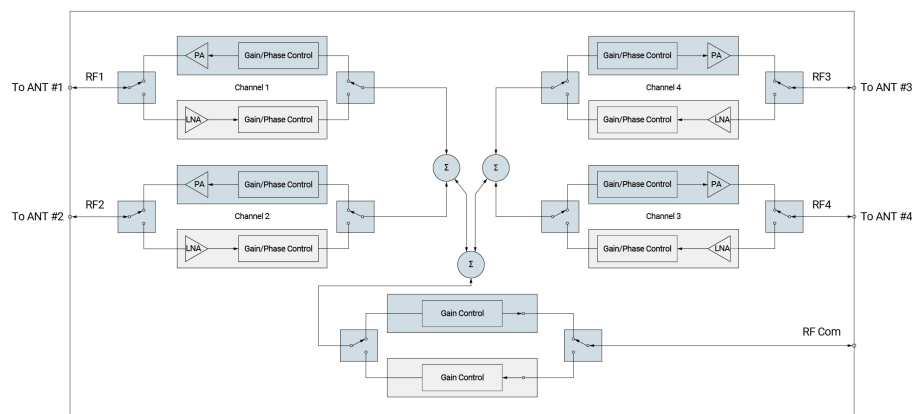 PA
Gain/Phase Control
To ANT #1
RF1
Channel 1
LNA
Gain/Phase Control
Gain/Phase Control
PA
Channel 4
RF3
To ANT #3
Gain/Phase Control
LNA
Σ
Σ
PA
Gain/Phase Control
To ANT #2
RF2
Channel 2
LNA
Gain/Phase Control
Gain/Phase Control
PA
Channel 3
RF4
To ANT #4
Gain/Phase Control
LNA
Σ
Gain Control
RF Com
Gain Control